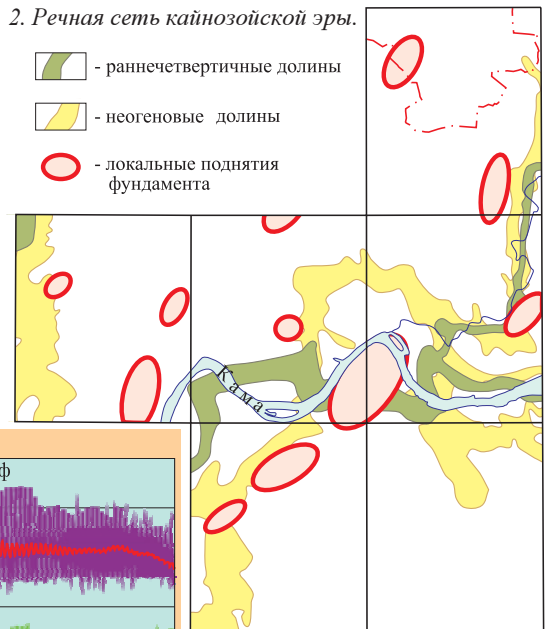 2. Речная сеть кайнозойской эры.
- раннечетвертичные долины
- неогеновые долины
- локальные поднятия
фундамента
Кама
ф